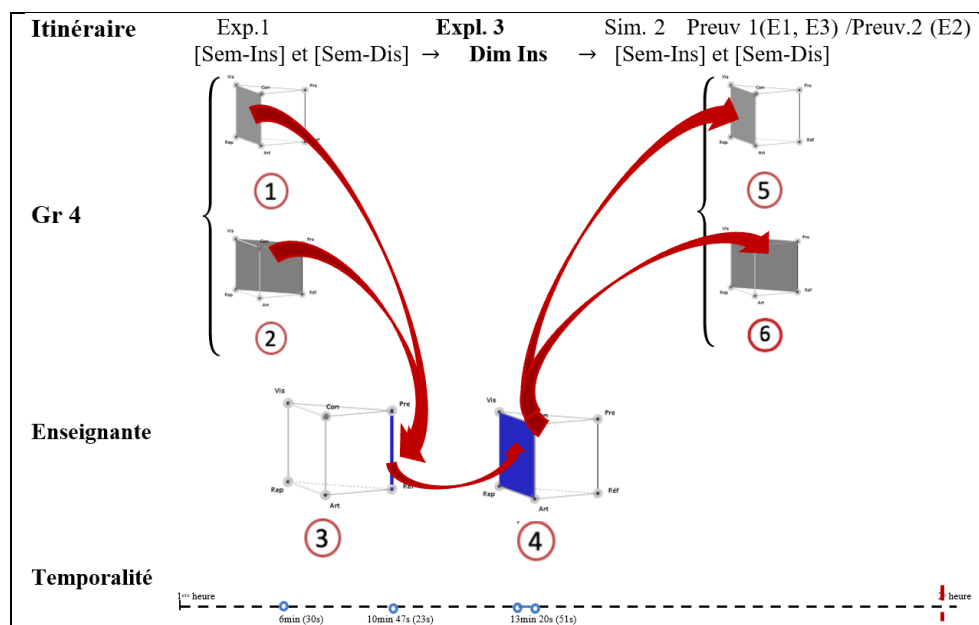 Itinéraire
Exp.1 Expl. 3 Sim. 2 Preuv 1(E1, E3) /Preuv.2 (E2)
[Sem-Ins] et [Sem-Dis] → Dim Ins → [Sem-Ins] et [Sem-Dis]
Vis Con Pre
Rep Art Réf
1
Vis Con Pre
Rep Art
5
Gr 4
Vis Con Pre
Rep Art Réf
2
Vis Pre
Rep Art Réf
6
Enseignante
Vis Con Pre
Rep Art Réf
3
Vis Con Pre
Rep Art Réf
4
Temporalité
1ère heure 2e heure
6min (30s) 10min 47s (23s) 13min 20s (51s)